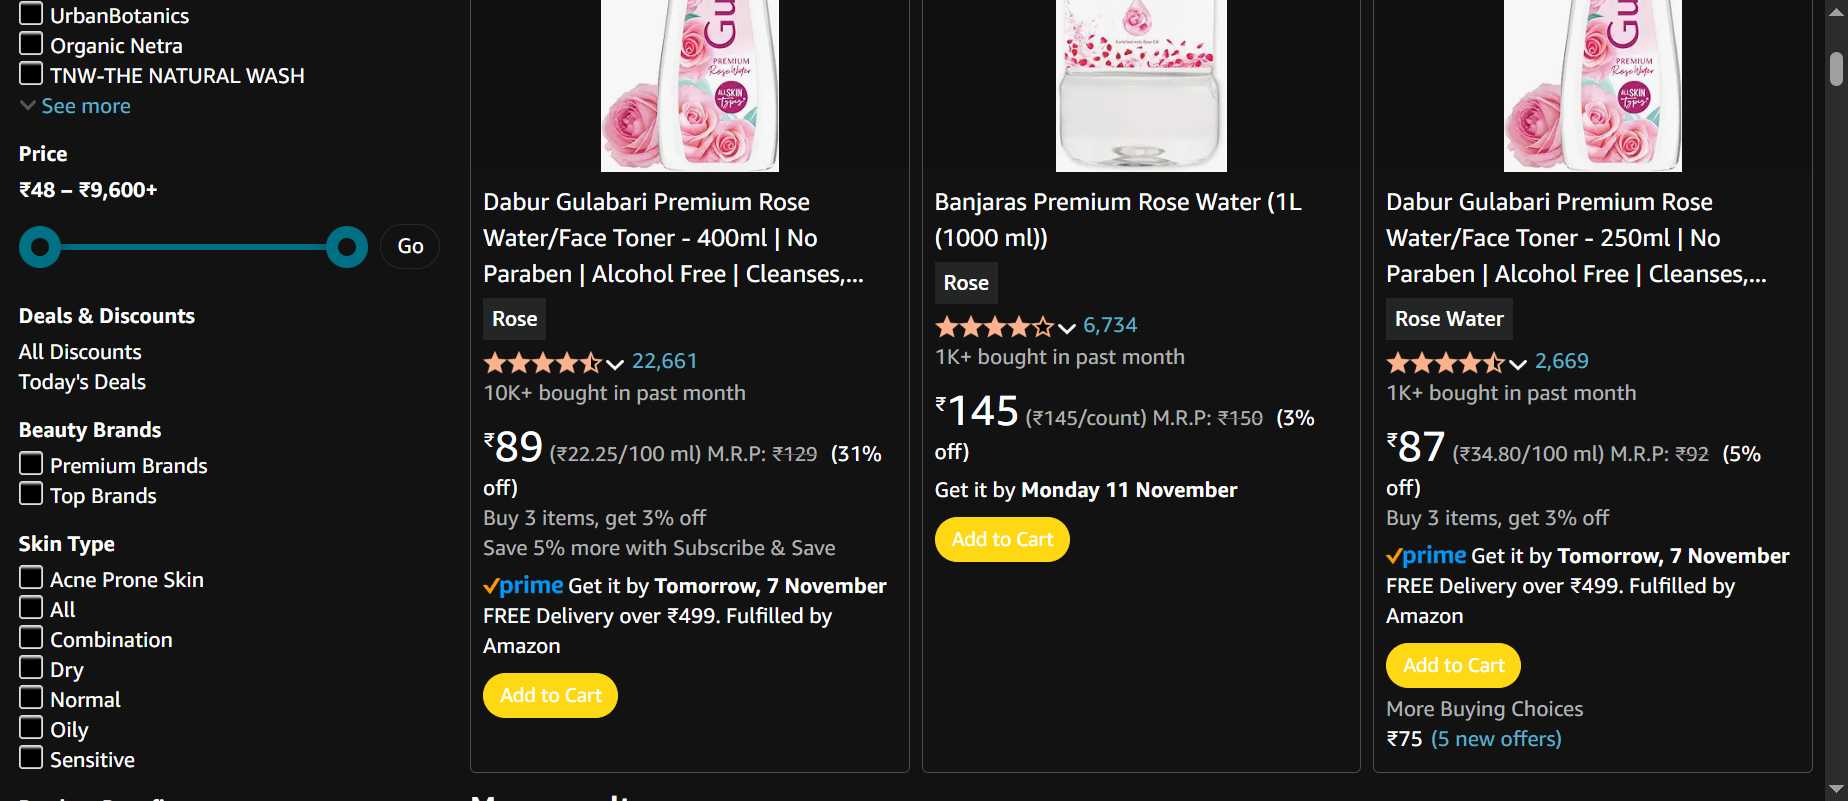 UrbanBotanics
Organic Netra
TNW-THE NATURAL WASH
See more
Price
₹48 – ₹9,600+
Go
Deals & Discounts
All Discounts
Today's Deals
Beauty Brands
Premium Brands
Top Brands
Skin Type
Acne Prone Skin
All
Combination
Dry
Normal
Oily
Sensitive
Gu
PREMIUM
Rose Water
ALL SKIN
types
Dabur Gulabari Premium Rose
Water/Face Toner - 400ml | No
Paraben | Alcohol Free | Cleanses,...
Rose
22,661
10K+ bought in past month
₹89 (₹22.25/100 ml) M.R.P: ₹129 (31%
off)
Buy 3 items, get 3% off
Save 5% more with Subscribe & Save
prime Get it by Tomorrow, 7 November
FREE Delivery over ₹499. Fulfilled by
Amazon
Add to Cart
Banjaras Premium Rose Water (1L
(1000 ml))
Rose
6,734
1K+ bought in past month
₹145 (₹145/count) M.R.P: ₹150 (3%
off)
Get it by Monday 11 November
Add to Cart
Gu
PREMIUM
Rose Water
ALL SKIN
types
Dabur Gulabari Premium Rose
Water/Face Toner - 250ml | No
Paraben | Alcohol Free | Cleanses,...
Rose Water
2,669
1K+ bought in past month
₹87 (₹34.80/100 ml) M.R.P: ₹92 (5%
off)
Buy 3 items, get 3% off
prime Get it by Tomorrow, 7 November
FREE Delivery over ₹499. Fulfilled by
Amazon
Add to Cart
More Buying Choices
₹75 (5 new offers)